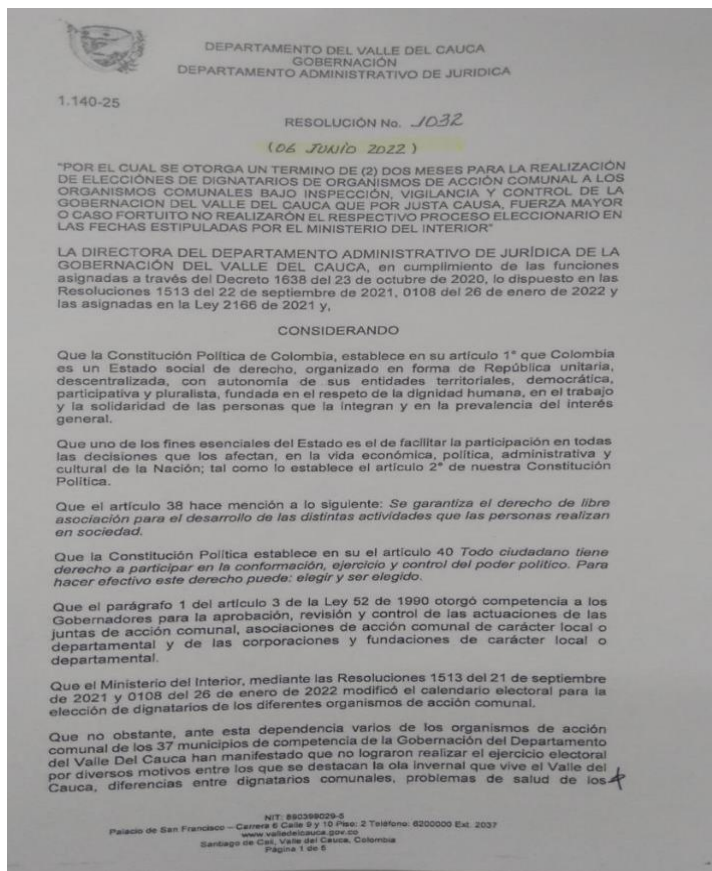 DEPARTAMENTO DEL VALLE DEL CAUCA
GOBERNACIÓN
DEPARTAMENTO ADMINISTRATIVO DE JURIDICA
1.140-25
RESOLUCIÓN No. 1032
(06 JUNIO 2022)
"POR EL CUAL SE OTORGA UN TERMINO DE (2) DOS MESES PARA LA REALIZACIÓN
DE ELECCIÓNES DE DIGNATARIOS DE ORGANISMOS DE ACCIÓN COMUNAL A LOS
ORGANISMOS COMUNALES BAJO INSPECCIÓN, VIGILANCIA Y CONTROL DE LA
GOBERNACION DEL VALLE DEL CAUCA QUE POR JUSTA CAUSA, FUERZA MAYOR
O CASO FORTUITO NO REALIZARÓN EL RESPECTIVO PROCESO ELECCIONARIO EN
LAS FECHAS ESTIPULADAS POR EL MINISTERIO DEL INTERIOR"
LA DIRECTORA DEL DEPARTAMENTO ADMINISTRATIVO DE JURÍDICA DE LA
GOBERNACIÓN DEL VALLE DEL CAUCA, en cumplimiento de las funciones
asignadas a través del Decreto 1638 del 23 de octubre de 2020, lo dispuesto en las
Resoluciones 1513 del 22 de septiembre de 2021, 0108 del 26 de enero de 2022 y
las asignadas en la Ley 2166 de 2021 y,
CONSIDERANDO
Que la Constitución Política de Colombia, establece en su artículo 1° que Colombia
es un Estado social de derecho, organizado en forma de República unitaria,
descentralizada, con autonomía de sus entidades territoriales, democrática,
participativa y pluralista, fundada en el respeto de la dignidad humana, en el trabajo
y la solidaridad de las personas que la integran y en la prevalencia del interés
general.
Que uno de los fines esenciales del Estado es el de facilitar la participación en todas
las decisiones que los afectan, en la vida económica, política, administrativa y
cultural de la Nación; tal como lo establece el artículo 2° de nuestra Constitución
Política.
Que el artículo 38 hace mención a lo siguiente: Se garantiza el derecho de libre
asociación para el desarrollo de las distintas actividades que las personas realizan
en sociedad.
Que la Constitución Política establece en su el artículo 40 Todo ciudadano tiene
derecho a participar en la conformación, ejercicio y control del poder político. Para
hacer efectivo este derecho puede: elegir y ser elegido.
Que el parágrafo 1 del artículo 3 de la Ley 52 de 1990 otorgó competencia a los
Gobernadores para la aprobación, revisión y control de las actuaciones de las
juntas de acción comunal, asociaciones de acción comunal de carácter local o
departamental y de las corporaciones y fundaciones de carácter local o
departamental.
Que el Ministerio del Interior, mediante las Resoluciones 1513 del 21 de septiembre
de 2021 y 0108 del 26 de enero de 2022 modificó el calendario electoral para la
elección de dignatarios de los diferentes organismos de acción comunal.
Que no obstante, ante esta dependencia varios de los organismos de acción
comunal de los 37 municipios de competencia de la Gobernación del Departamento
del Valle Del Cauca han manifestado que no lograron realizar el ejercicio electoral
por diversos motivos entre los que se destacan la ola invernal que vive el Valle del
Cauca, diferencias entre dignatarios comunales, problemas de salud de los
NIT: 890399029-5
Palacio de San Francisco – Carrera 6 Calle 9 y 10 Piso: 2 Teléfono: 6200000 Ext. 2037
www.valledelcauca.gov.co
Santiago de Cali, Valle del Cauca, Colombia
Página 1 de 5